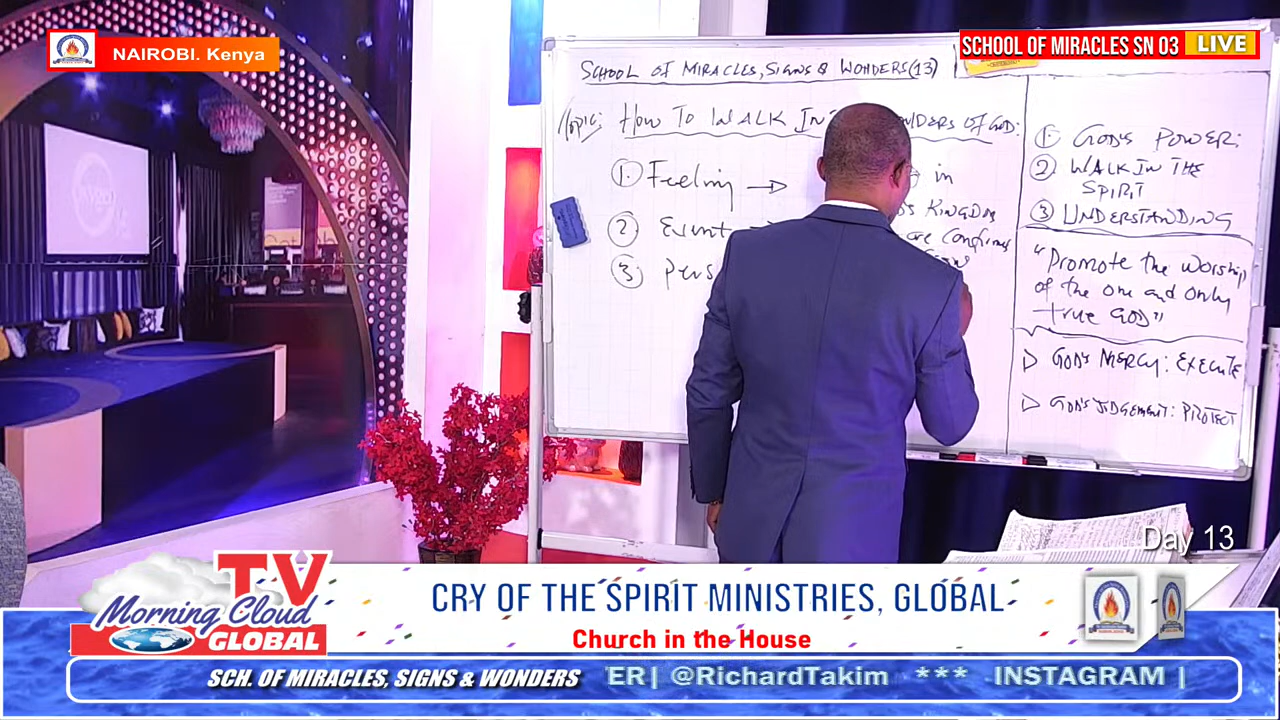 NAIROBI. Kenya
SCHOOL OF MIRACLES SN 03
LIVE
SCHOOL OF MIRACLES, SIGNS & WONDERS (13)
Topic: HOW TO WALK IN OF GOD:
1. Feeling → in
KINGDOM
2 Event are confirms
3 pers
1. GOD'S POWER:
2 WALK IN THE
SPIRIT
3 UNDERSTANDING
"Promote the worship
of the one and only
true GOD"
▷ GOD'S MERCY: EXECUTE
▷ GOD'S JUDGEMENT: PROTECT
Day 13
TV
Morning Cloud
GLOBAL
CRY OF THE SPIRIT MINISTRIES, GLOBAL
Church in the House
SCH. OF MIRACLES, SIGNS & WONDERS
ER| @RichardTakim *** INSTAGRAM |